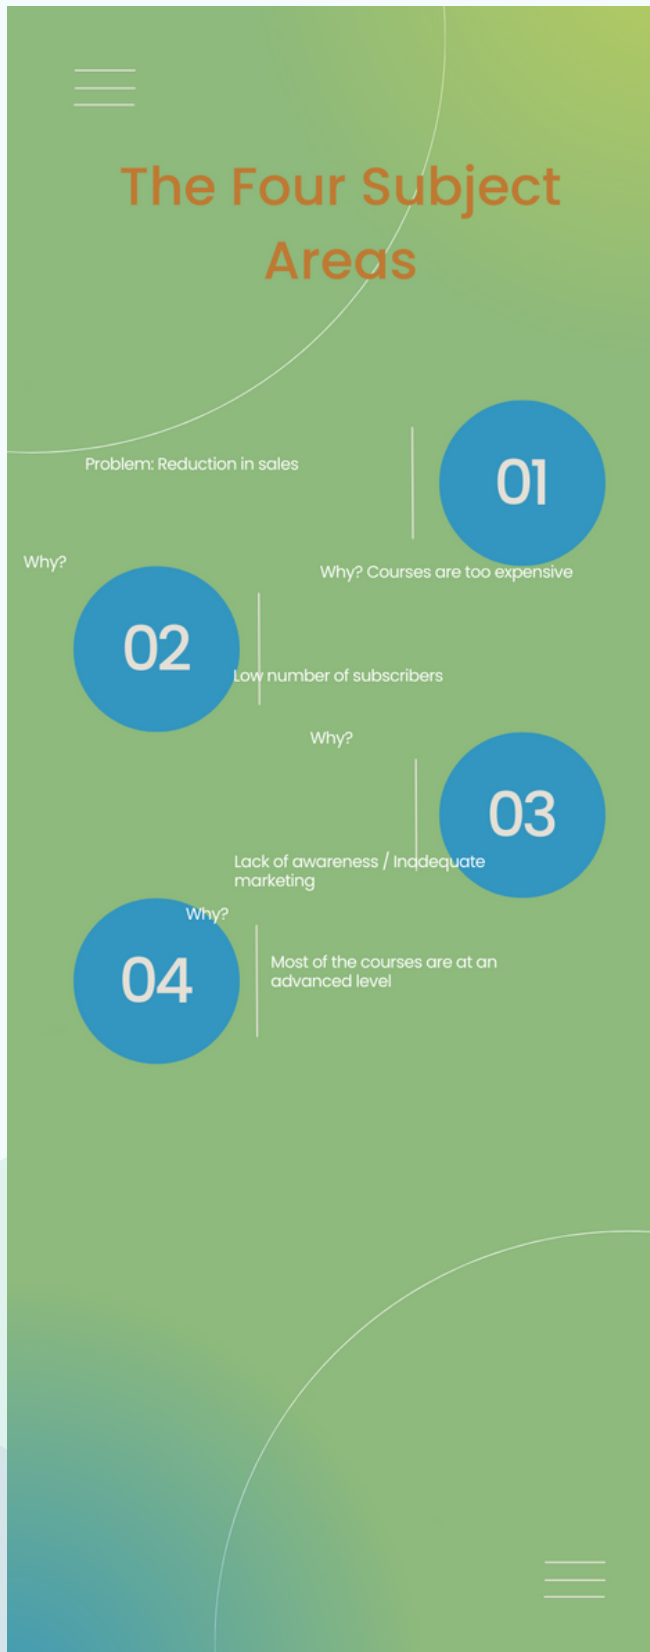 The Four Subject
Areas
Problem: Reduction in sales
01
Why?
Why? Courses are too expensive
02
Low number of subscribers
Why?
03
Lack of awareness / Inadequate
marketing
Why?
04
Most of the courses are at an
advanced level